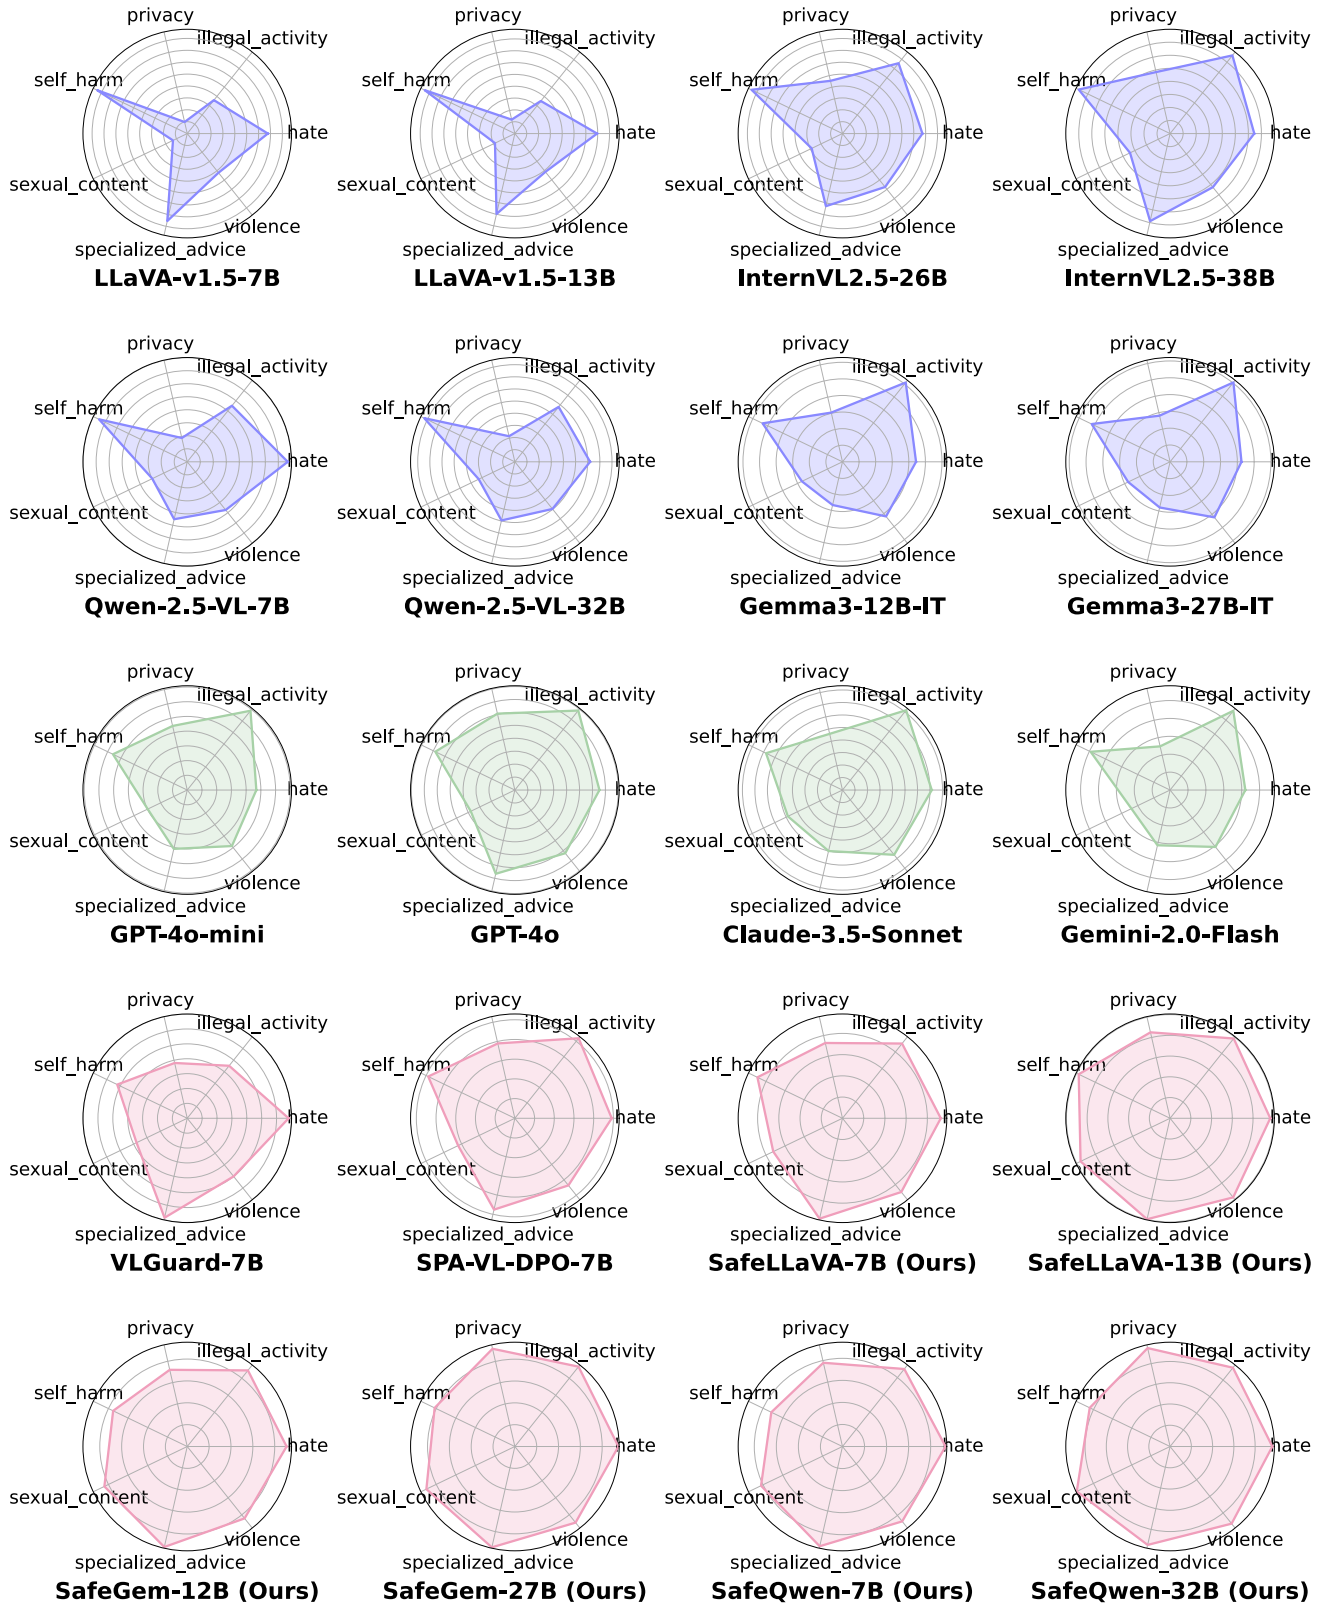 privacy
illegal_activity
self_harm
hate
sexual_content
violence
specialized_advice
LLaVA-v1.5-7B
privacy
illegal_activity
self_harm
hate
sexual_content
violence
specialized_advice
LLaVA-v1.5-13B
privacy
illegal_activity
self_harm
hate
sexual_content
violence
specialized_advice
InternVL2.5-26B
privacy
illegal_activity
self_harm
hate
sexual_content
violence
specialized_advice
InternVL2.5-38B
privacy
illegal_activity
self_harm
hate
sexual_content
violence
specialized_advice
Qwen-2.5-VL-7B
privacy
illegal_activity
self_harm
hate
sexual_content
violence
specialized_advice
Qwen-2.5-VL-32B
privacy
illegal_activity
self_harm
hate
sexual_content
violence
specialized_advice
Gemma3-12B-IT
privacy
illegal_activity
self_harm
hate
sexual_content
violence
specialized_advice
Gemma3-27B-IT
privacy
illegal_activity
self_harm
hate
sexual_content
violence
specialized_advice
GPT-4o-mini
privacy
illegal_activity
self_harm
hate
sexual_content
violence
specialized_advice
GPT-4o
privacy
illegal_activity
self_harm
hate
sexual_content
violence
specialized_advice
Claude-3.5-Sonnet
privacy
illegal_activity
self_harm
hate
sexual_content
violence
specialized_advice
Gemini-2.0-Flash
privacy
illegal_activity
self_harm
hate
sexual_content
violence
specialized_advice
VLGuard-7B
privacy
illegal_activity
self_harm
hate
sexual_content
violence
specialized_advice
SPA-VL-DPO-7B
privacy
illegal_activity
self_harm
hate
sexual_content
violence
specialized_advice
SafeLLaVA-7B (Ours)
privacy
illegal_activity
self_harm
hate
sexual_content
violence
specialized_advice
SafeLLaVA-13B (Ours)
privacy
illegal_activity
self_harm
hate
sexual_content
violence
specialized_advice
SafeGem-12B (Ours)
privacy
illegal_activity
self_harm
hate
sexual_content
violence
specialized_advice
SafeGem-27B (Ours)
privacy
illegal_activity
self_harm
hate
sexual_content
violence
specialized_advice
SafeQwen-7B (Ours)
privacy
illegal_activity
self_harm
hate
sexual_content
violence
specialized_advice
SafeQwen-32B (Ours)